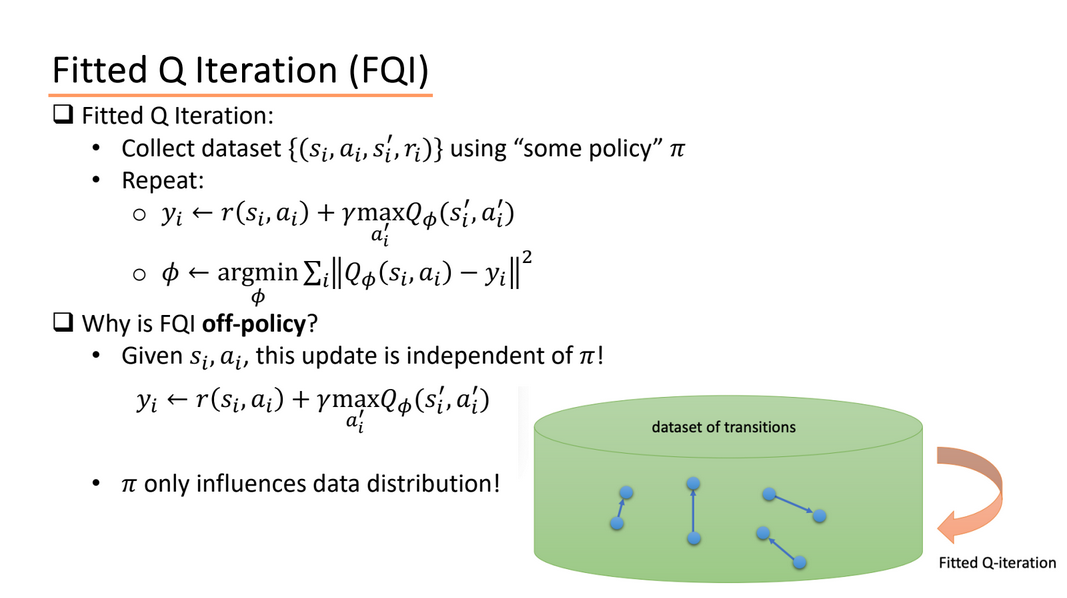 Fitted Q Iteration (FQI)
❑ Fitted Q Iteration:
• Collect dataset {(sᵢ, aᵢ, sᵢ′, rᵢ)} using “some policy” π
• Repeat:
○ yᵢ ← r(sᵢ, aᵢ) + γ max_{aᵢ′} Q_ϕ(sᵢ′, aᵢ′)
○ ϕ ← argmin_ϕ ∑ᵢ‖Q_ϕ(sᵢ, aᵢ) − yᵢ‖²
❑ Why is FQI off-policy?
• Given sᵢ, aᵢ, this update is independent of π!
yᵢ ← r(sᵢ, aᵢ) + γ max_{aᵢ′} Q_ϕ(sᵢ′, aᵢ′)
• π only influences data distribution!
dataset of transitions
Fitted Q-iteration